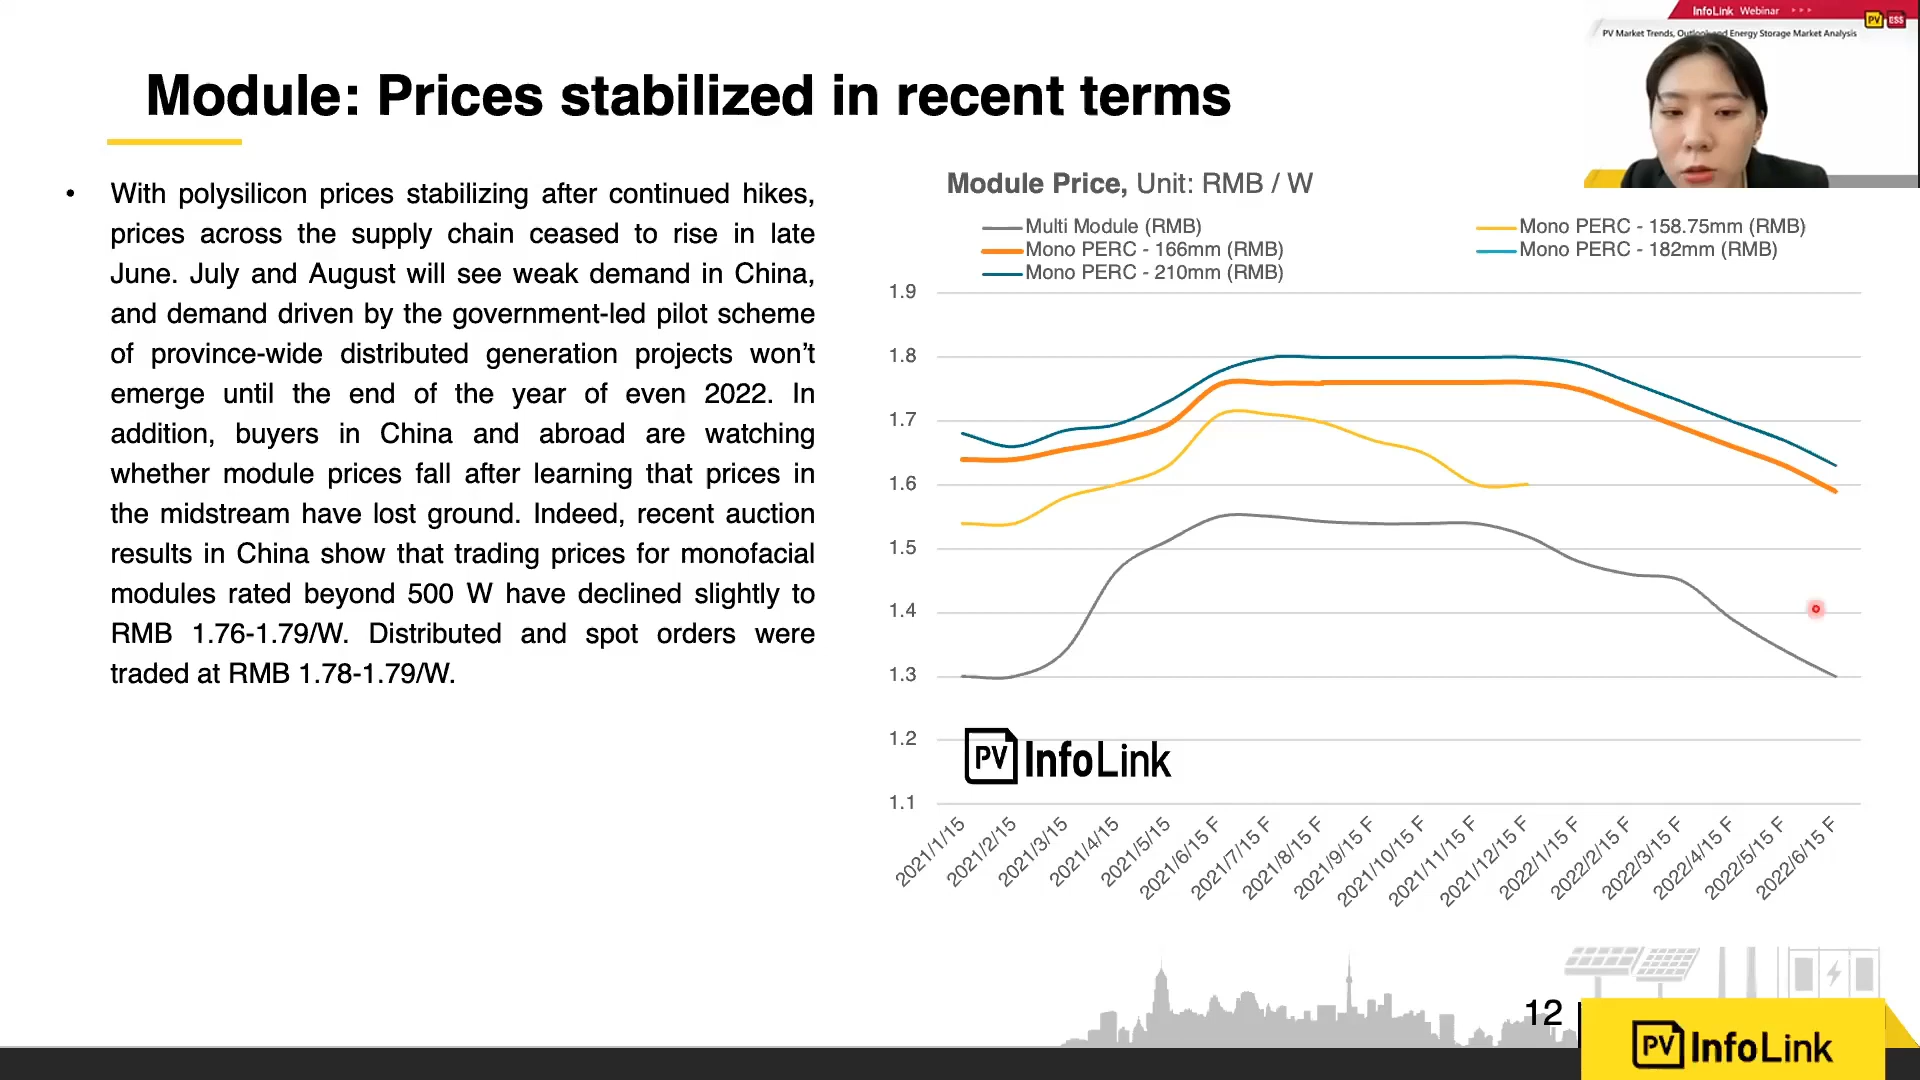 InfoLink Webinar > > >
PV ESS
PV Market Trends, Outlook and Energy Storage Market Analysis
Module: Prices stabilized in recent terms
• With polysilicon prices stabilizing after continued hikes,
prices across the supply chain ceased to rise in late
June. July and August will see weak demand in China,
and demand driven by the government-led pilot scheme
of province-wide distributed generation projects won’t
emerge until the end of the year of even 2022. In
addition, buyers in China and abroad are watching
whether module prices fall after learning that prices in
the midstream have lost ground. Indeed, recent auction
results in China show that trading prices for monofacial
modules rated beyond 500 W have declined slightly to
RMB 1.76-1.79/W. Distributed and spot orders were
traded at RMB 1.78-1.79/W.
Module Price, Unit: RMB / W
Multi Module (RMB)
Mono PERC - 158.75mm (RMB)
Mono PERC - 166mm (RMB)
Mono PERC - 182mm (RMB)
Mono PERC - 210mm (RMB)
1.9
1.8
1.7
1.6
1.5
1.4
1.3
1.2
1.1
PV InfoLink
2021/1/15
2021/2/15
2021/3/15
2021/4/15
2021/5/15
2021/6/15 F
2021/7/15 F
2021/8/15 F
2021/9/15 F
2021/10/15 F
2021/11/15 F
2021/12/15 F
2022/1/15 F
2022/2/15 F
2022/3/15 F
2022/4/15 F
2022/5/15 F
2022/6/15 F
12
PV InfoLink